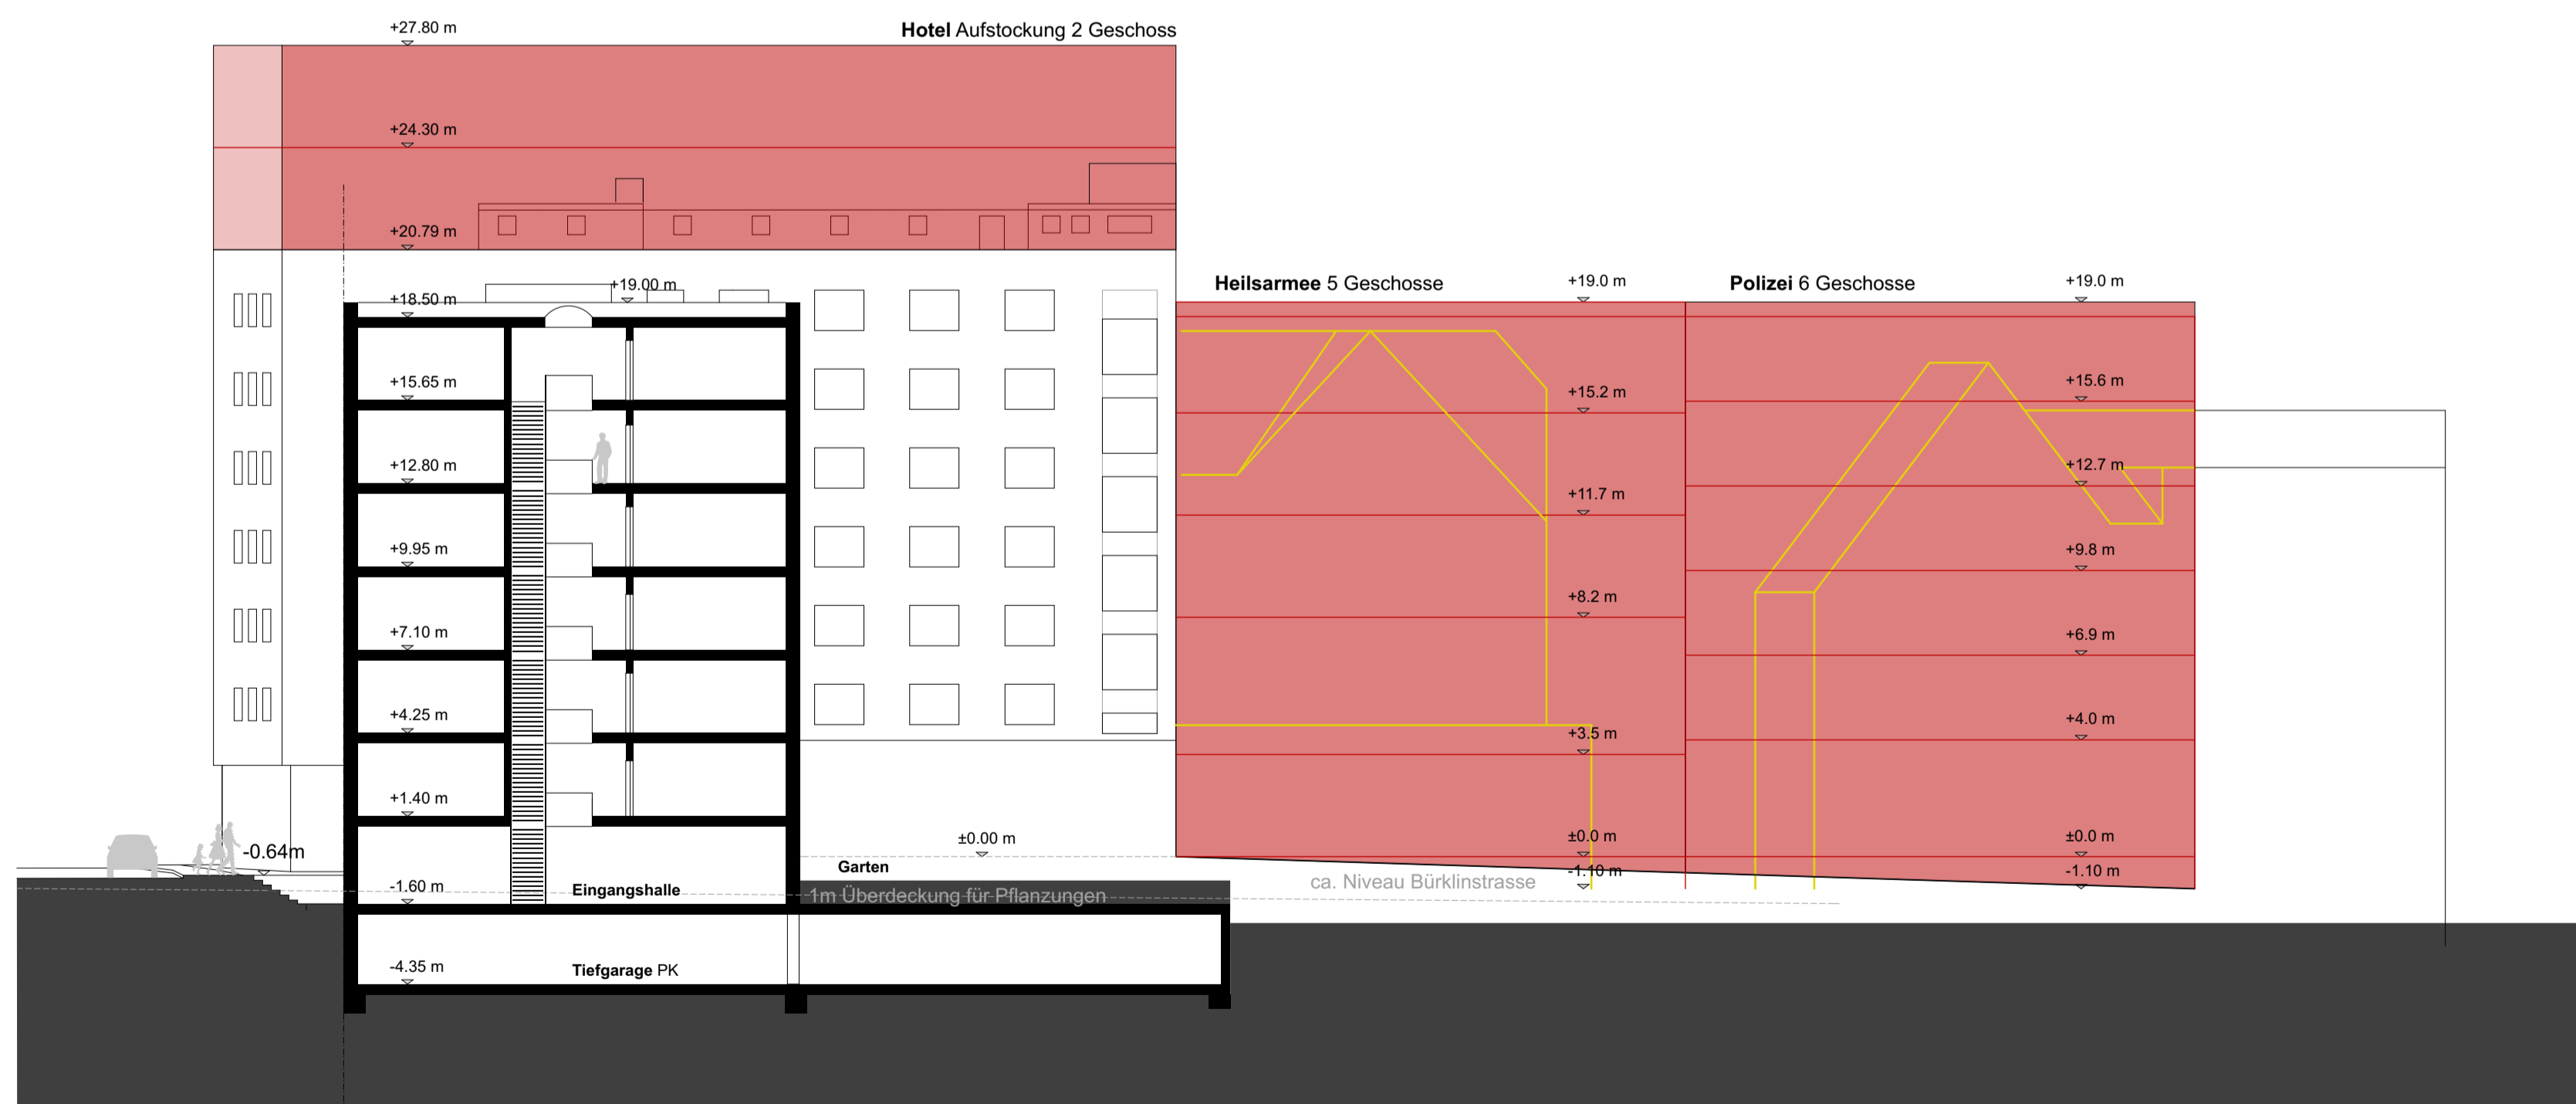 +27.80 m
Hotel Aufstockung 2 Geschoss
+24.30 m
+20.79 m
+19.00 m
+18.50 m
Heilsarmee 5 Geschosse
+19.0 m
Polizei 6 Geschosse
+19.0 m
+15.65 m
+15.2 m
+15.6 m
+12.80 m
+12.7 m
+11.7 m
+9.95 m
+9.8 m
+8.2 m
+7.10 m
+6.9 m
+4.25 m
+4.0 m
+3.5 m
+1.40 m
±0.00 m
±0.0 m
±0.0 m
-0.64m
Garten
-1.10 m
-1.10 m
ca. Niveau Bürklinstrasse
-1.60 m
Eingangshalle
1m Überdeckung für Pflanzungen
-4.35 m
Tiefgarage PK